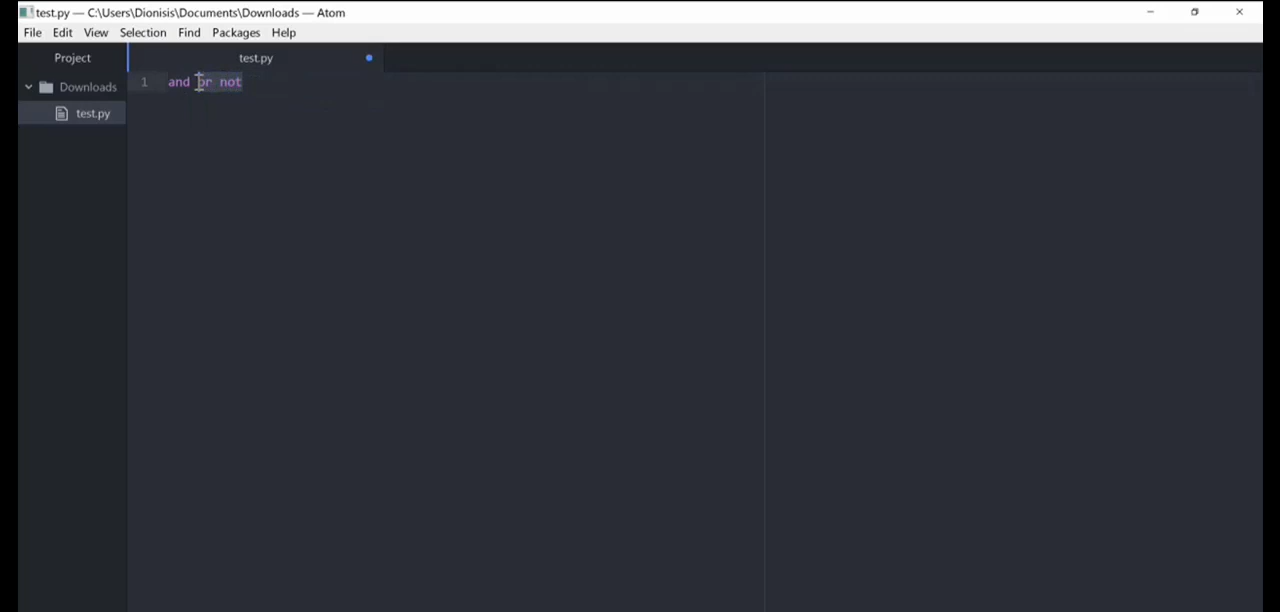 test.py — C:\Users\Dionisis\Documents\Downloads — Atom
File Edit View Selection Find Packages Help
Project test.py
1 and or not
Downloads
test.py